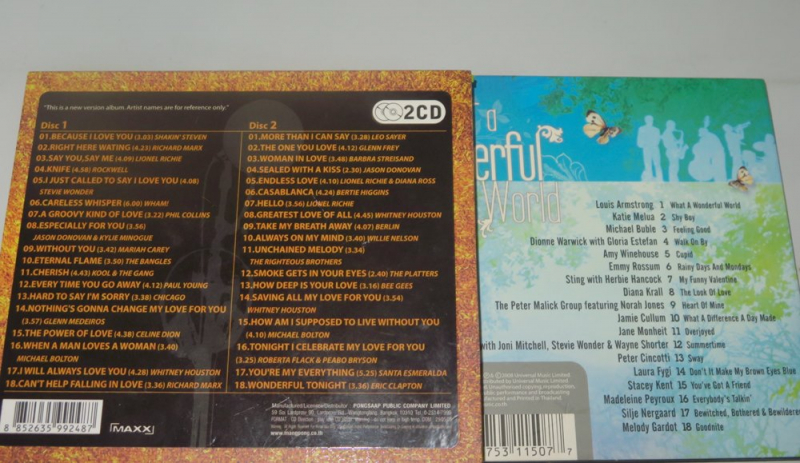 "This is a new version album. Artist names are for reference only."
2CD
Disc 1
01.BECAUSE I LOVE YOU (3.03) SHAKIN' STEVEN
02.RIGHT HERE WATING (4.23) RICHARD MARX
03.SAY YOU,SAY ME (4.09) LIONEL RICHIE
04.KNIFE (4.58) ROCKWELL
05.I JUST CALLED TO SAY I LOVE YOU (4.08)
STEVIE WONDER
06.CARELESS WHISPER (6.00) WHAM!
07.A GROOVY KIND OF LOVE (3.22) PHIL COLLINS
08.ESPECIALLY FOR YOU (3.56)
JASON DONOVAN & KYLIE MINOGUE
09.WITHOUT YOU (3.42) MARIAH CAREY
10.ETERNAL FLAME (3.50) THE BANGLES
11.CHERISH (4.43) KOOL & THE GANG
12.EVERY TIME YOU GO AWAY (4.12) PAUL YOUNG
13.HARD TO SAY I'M SORRY (3.38) CHICAGO
14.NOTHING'S GONNA CHANGE MY LOVE FOR YOU
(3.57) GLENN MEDEIROS
15.THE POWER OF LOVE (4.38) CELINE DION
16.WHEN A MAN LOVES A WOMAN (3.40)
MICHAEL BOLTON
17.I WILL ALWAYS LOVE YOU (4.28) WHITNEY HOUSTON
18.CAN'T HELP FALLING IN LOVE (3.36) RICHARD MARX
Disc 2
01.MORE THAN I CAN SAY (3.28) LEO SAYER
02.THE ONE YOU LOVE (4.12) GLENN FREY
03.WOMAN IN LOVE (3.48) BARBRA STREISAND
04.SEALED WITH A KISS (2.30) JASON DONOVAN
05.ENDLESS LOVE (4.10) LIONEL RICHIE & DIANA ROSS
06.CASABLANCA (4.24) BERTIE HIGGINS
07.HELLO (3.56) LIONEL RICHIE
08.GREATEST LOVE OF ALL (4.45) WHITNEY HOUSTON
09.TAKE MY BREATH AWAY (4.07) BERLIN
10.ALWAYS ON MY MIND (3.40) WILLIE NELSON
11.UNCHAINED MELODY (3.34)
THE RIGHTEOUS BROTHERS
12.SMOKE GETS IN YOUR EYES (2.40) THE PLATTERS
13.HOW DEEP IS YOUR LOVE (3.16) BEE GEES
14.SAVING ALL MY LOVE FOR YOU (3.54)
WHITNEY HOUSTON
15.HOW AM I SUPPOSED TO LIVE WITHOUT YOU
(4.10) MICHAEL BOLTON
16.TONIGHT I CELEBRATE MY LOVE FOR YOU
(3.25) ROBERTA FLACK & PEABO BRYSON
17.YOU'RE MY EVERYTHING (5.25) SANTA ESMERALDA
18.WONDERFUL TONIGHT (3.36) ERIC CLAPTON
8 852635 992487
MAXX
Manufactured/Licensee/Distributor PONGSAAP PUBLIC COMPANY LIMITED
a
erful
World
Louis Armstrong 1 What A Wonderful World
Katie Melua 2 Shy Boy
Michael Buble 3 Feeling Good
Dionne Warwick with Gloria Estefan 4 Walk On By
Amy Winehouse 5 Cupid
Emmy Rossum 6 Rainy Days And Mondays
Sting with Herbie Hancock 7 My Funny Valentine
Diana Krall 8 The Look Of Love
The Peter Malick Group featuring Norah Jones 9 Heart Of Mine
Jamie Cullum 10 What A Difference A Day Made
Jane Monheit 11 Overjoyed
with Joni Mitchell, Stevie Wonder & Wayne Shorter 12 Summertime
Peter Cincotti 13 Sway
Laura Fygi 14 Don't It Make My Brown Eyes Blue
Stacey Kent 15 You've Got A Friend
Madeleine Peyroux 16 Everybody's Talkin'
Silje Nergaard 17 Bewitched, Bothered & Bewildered
Melody Gardot 18 Goodnite
753 11507 7